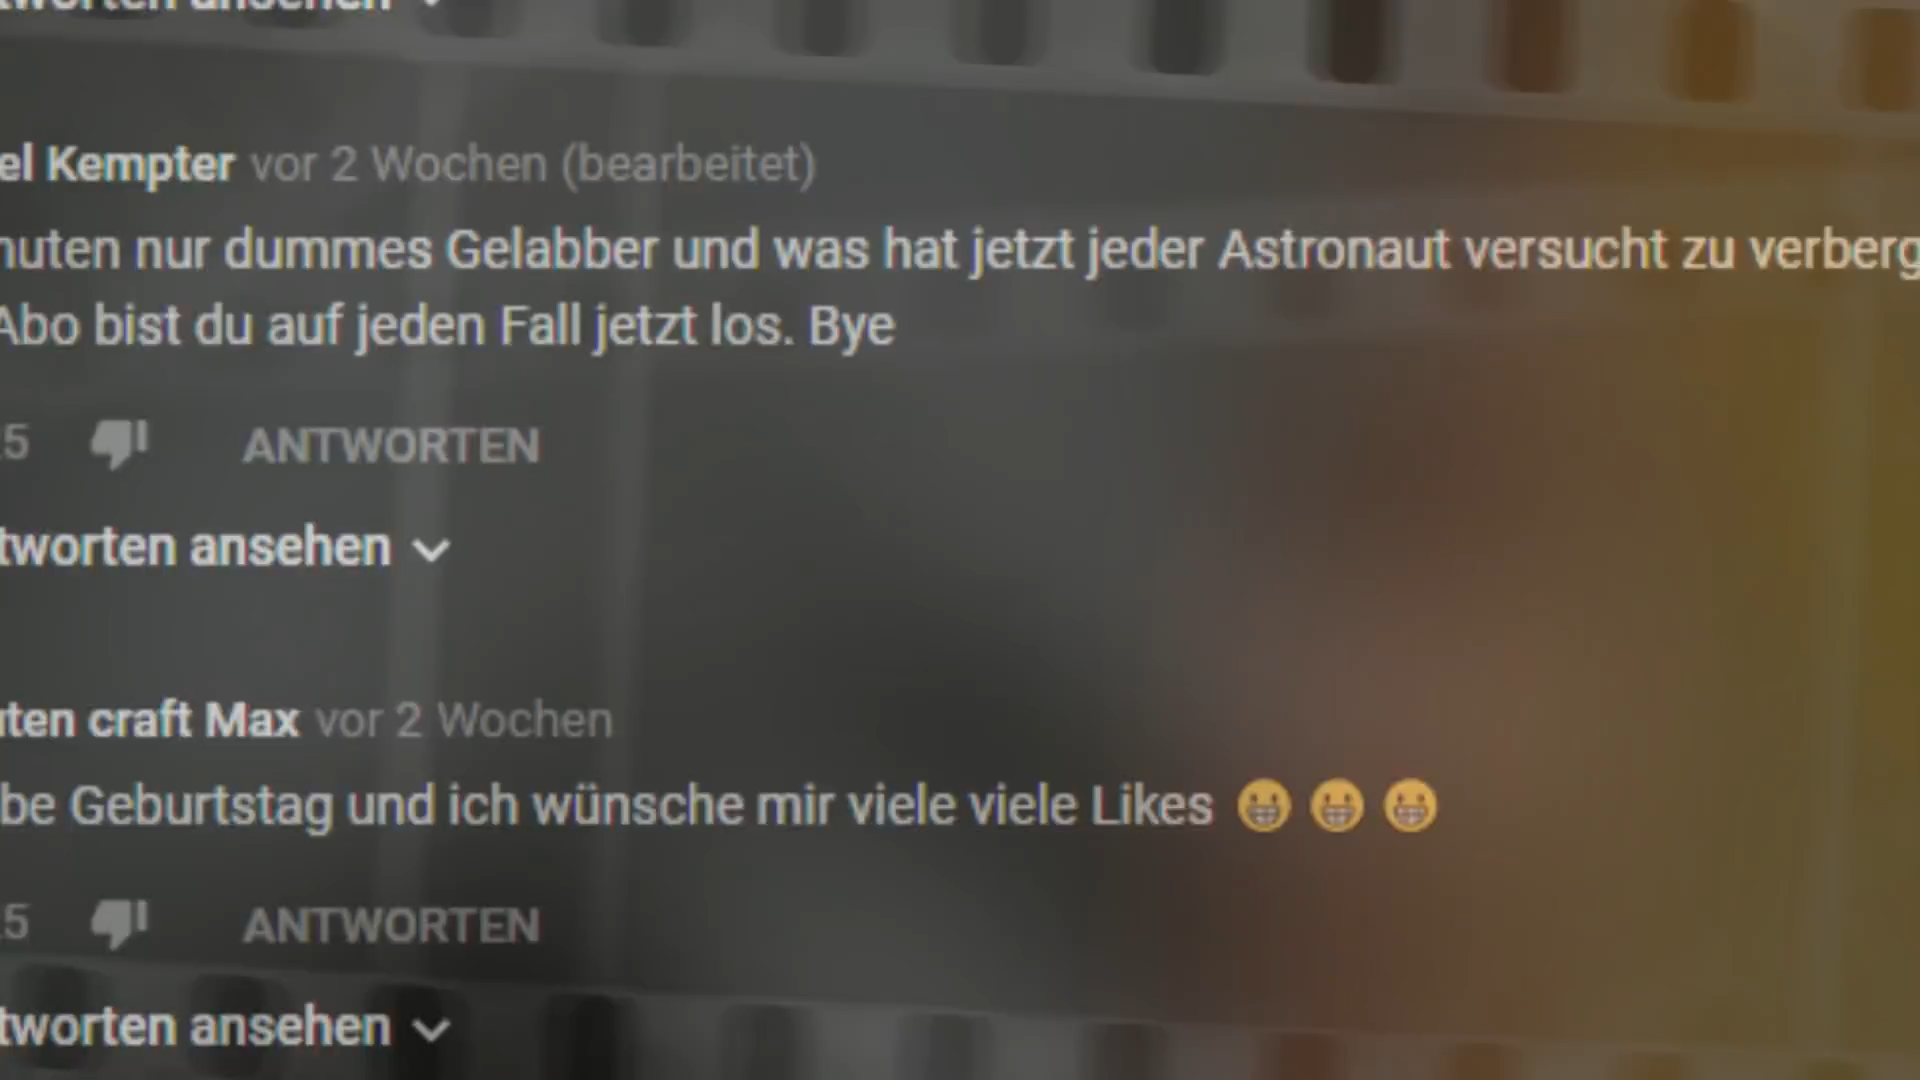 tworten ansehen
el Kempter vor 2 Wochen (bearbeitet)
nuten nur dummes Gelabber und was hat jetzt jeder Astronaut versucht zu verberg
Abo bist du auf jeden Fall jetzt los. Bye
5 ANTWORTEN
tworten ansehen
ten craft Max vor 2 Wochen
be Geburtstag und ich wünsche mir viele viele Likes 😬 😬 😬
5 ANTWORTEN
tworten ansehen